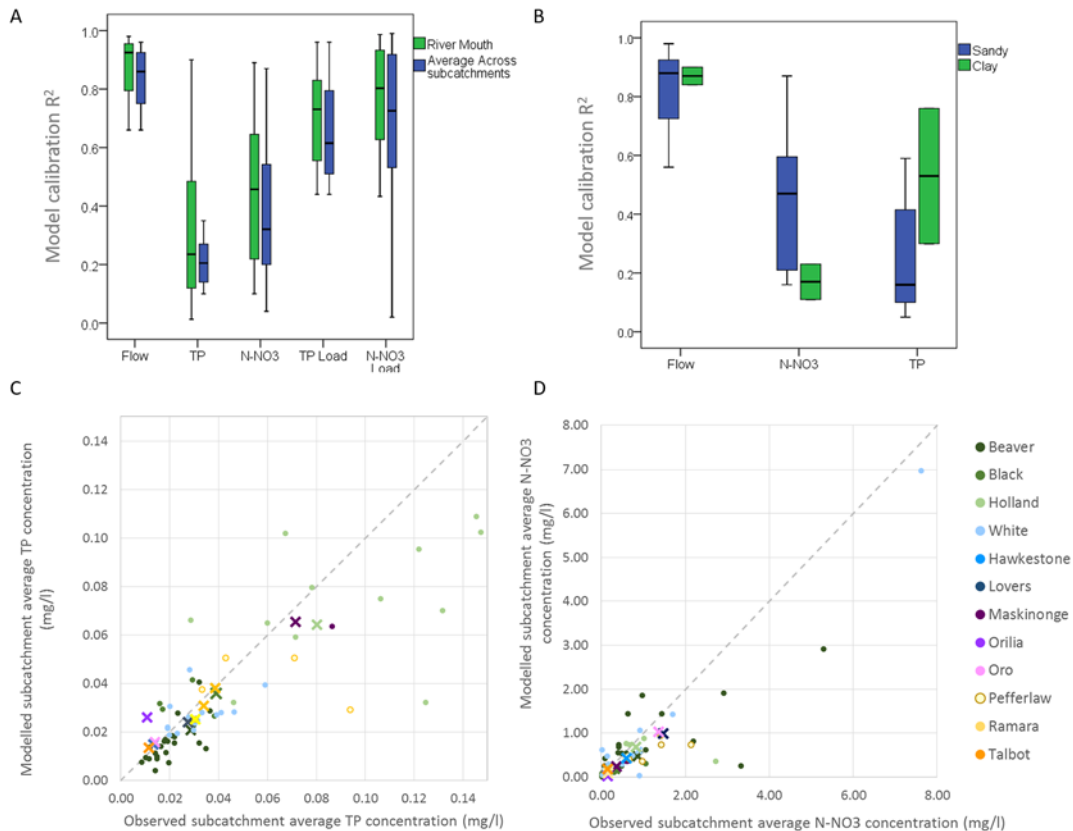 A
Model calibration R2
1.0
0.8
0.6
0.4
0.2
0.0
Flow
TP
N-NO3
TP Load
N-NO3
Load
River Mouth
Average Across
subcatchments
B
Model calibration R2
1.0
0.8
0.6
0.4
0.2
0.0
Flow
N-NO3
TP
Sandy
Clay
C
Modelled subcatchment average TP concentration
(mg/l)
0.14
0.12
0.10
0.08
0.06
0.04
0.02
0.00
0.00 0.02 0.04 0.06 0.08 0.10 0.12 0.14
Observed subcatchment average TP concentration (mg/l)
D
Modelled subcatchment average N-NO3
concentration (mg/l)
8.00
7.00
6.00
5.00
4.00
3.00
2.00
1.00
0.00
0.00 2.00 4.00 6.00 8.00
Observed subcatchment average N-NO3 concentration (mg/l)
Beaver
Black
Holland
White
Hawkestone
Lovers
Maskinonge
Orilia
Oro
Pefferlaw
Ramara
Talbot